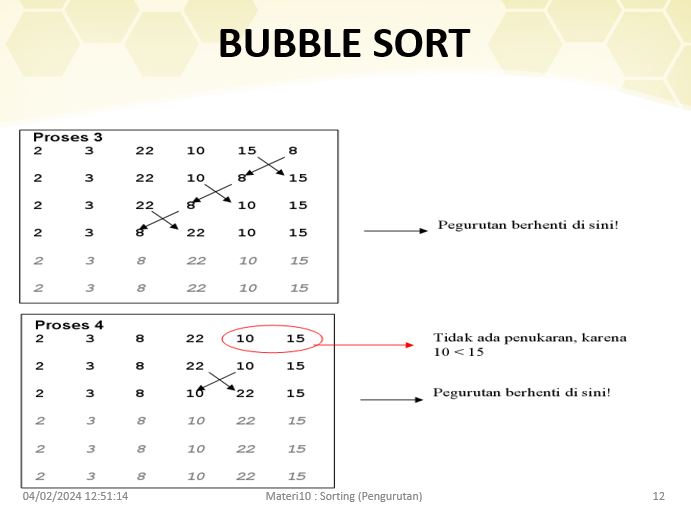 BUBBLE SORT
Proses 3
2 3 22 10 15 8
2 3 22 10 8 15
2 3 22 8 10 15
2 3 8 22 10 15
2 3 8 22 10 15
2 3 8 22 10 15
Pegurutan berhenti di sini!
Proses 4
2 3 8 22 10 15
2 3 8 22 10 15
2 3 8 10 22 15
2 3 8 10 22 15
2 3 8 10 22 15
2 3 8 10 22 15
Tidak ada penukaran, karena
10 < 15
Pegurutan berhenti di sini!
04/02/2024 12:51:14
Materi10 : Sorting (Pengurutan)
12